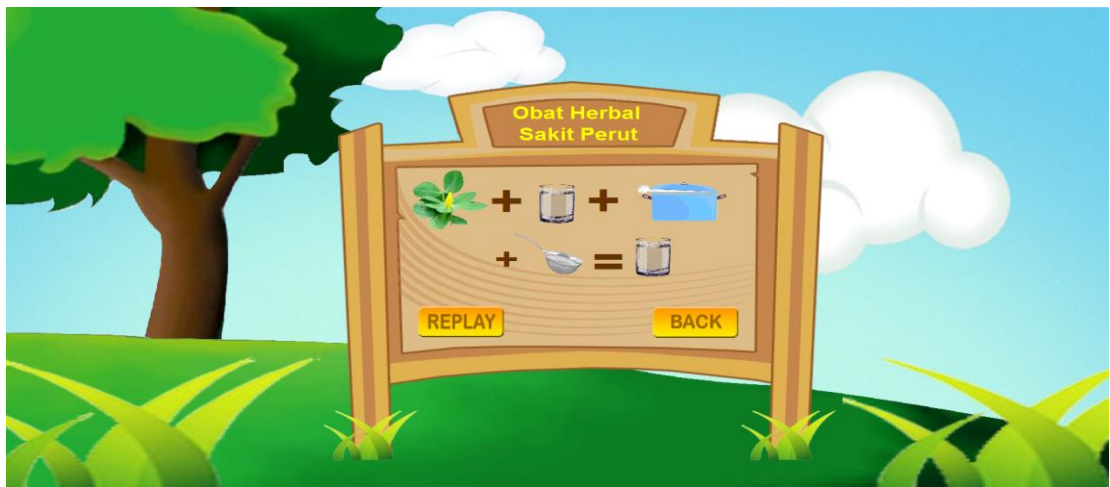 Obat Herbal
Sakit Perut
+ +
+ =
REPLAY BACK